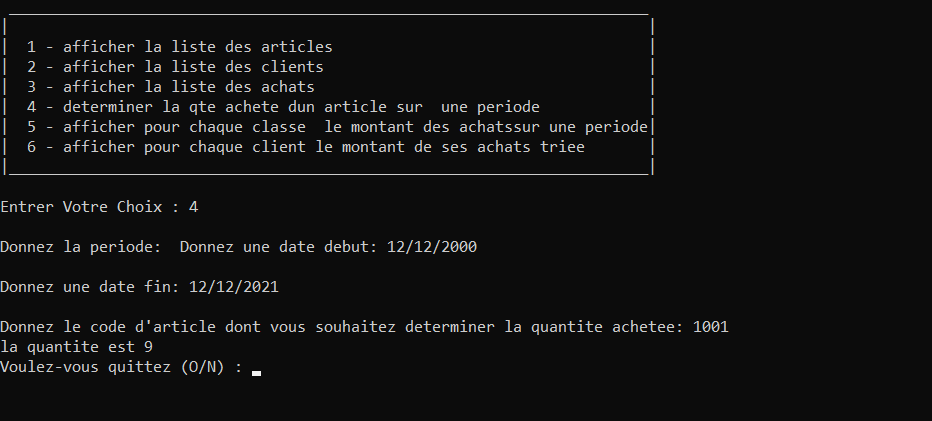 1 - afficher la liste des articles
2 - afficher la liste des clients
3 - afficher la liste des achats
4 - determiner la qte achete dun article sur  une periode
5 - afficher pour chaque classe  le montant des achatssur une periode
6 - afficher pour chaque client le montant de ses achats triee
Entrer Votre Choix : 4
Donnez la periode:  Donnez une date debut: 12/12/2000
Donnez une date fin: 12/12/2021
Donnez le code d'article dont vous souhaitez determiner la quantite achetee: 1001
la quantite est 9
Voulez-vous quittez (O/N) :